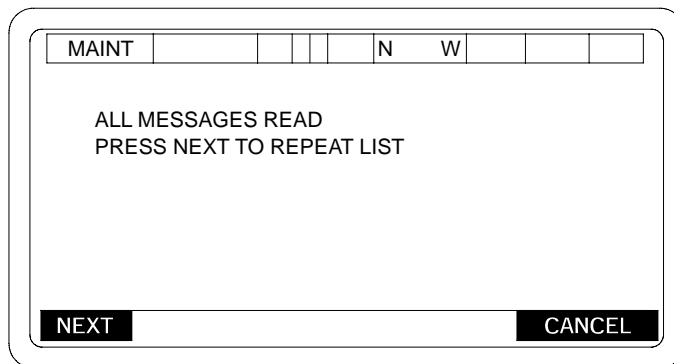 MAINT N W
ALL MESSAGES READ
PRESS NEXT TO REPEAT LIST
NEXT CANCEL